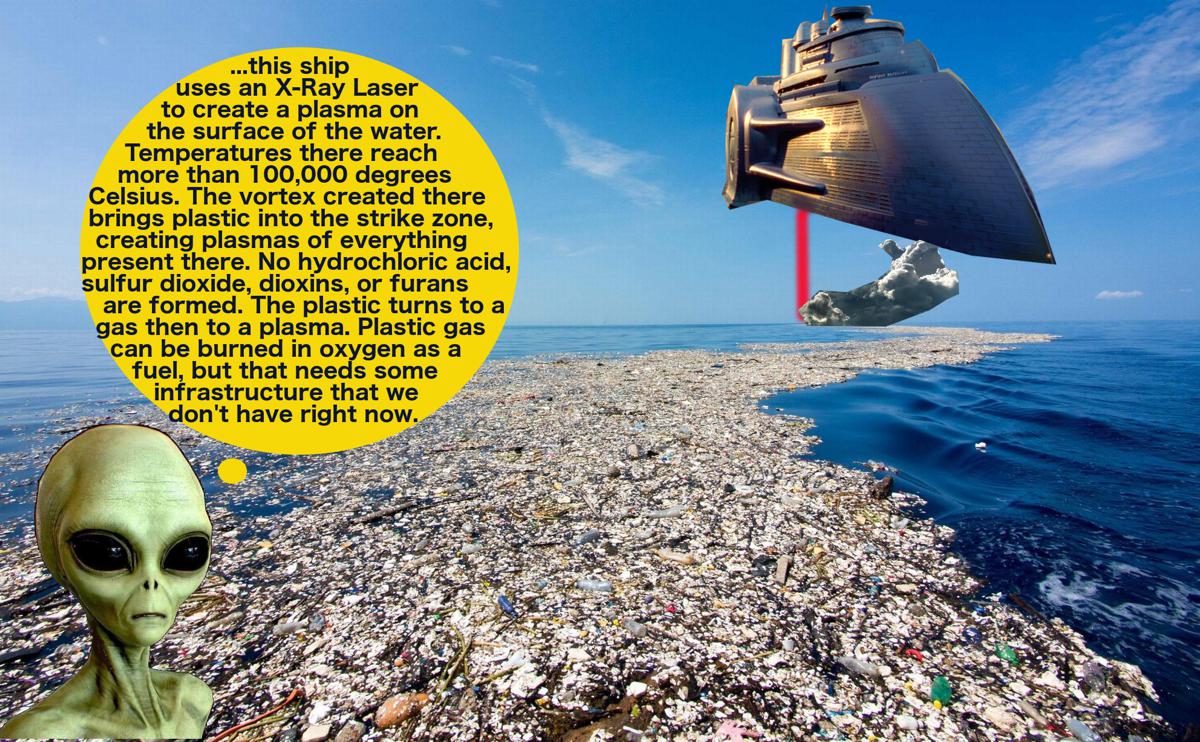 ...this ship
uses an X-Ray Laser
to create a plasma on
the surface of the water.
Temperatures there reach
more than 100,000 degrees
Celsius. The vortex created there
brings plastic into the strike zone,
creating plasmas of everything
present there. No hydrochloric acid,
sulfur dioxide, dioxins, or furans
are formed. The plastic turns to a
gas then to a plasma. Plastic gas
can be burned in oxygen as a
fuel, but that needs some
infrastructure that we
don't have right now.